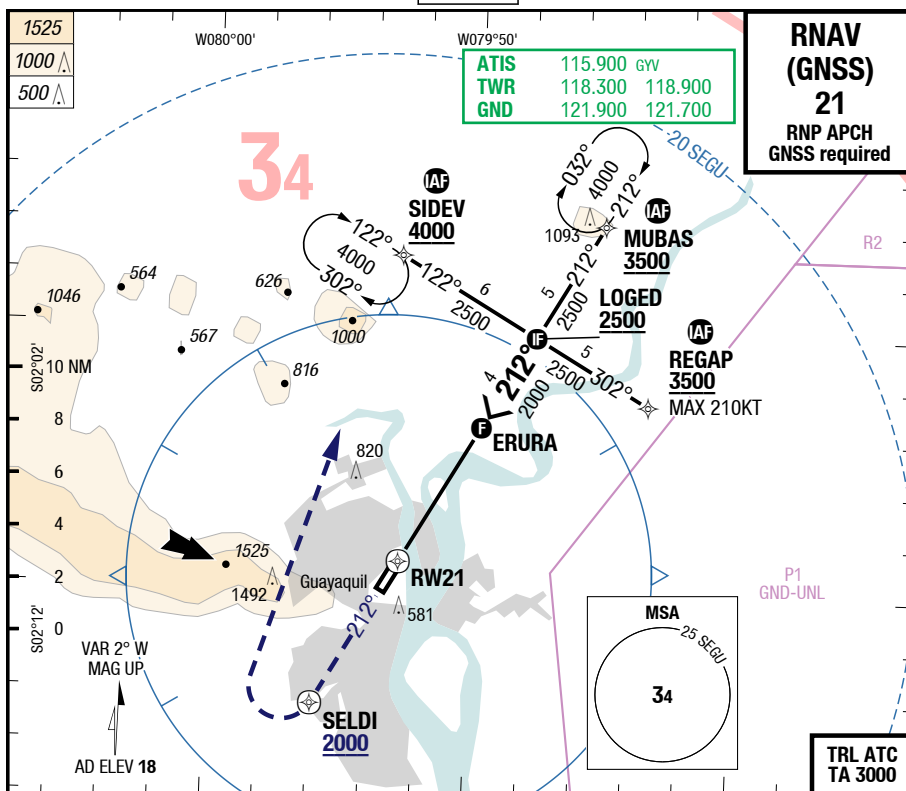 1525
1000
500
W080°00'
W079°50'
ATIS 115.900 GYV
TWR 118.300 118.900
GND 121.900 121.700
RNAV
(GNSS)
21
RNP APCH
GNSS required
34
20 SEGU
IAF
SIDEV
4000
032°
4000
212°
IAF
MUBAS
3500
1093
R2
122°
4000
302°
122°
6
2500
212°
5
2500
LOGED
2500
IF
IAF
REGAP
3500
MAX 210KT
5
2500
302°
564
626
1046
567
1000
816
S02°02'
10 NM
8
6
4
2
0
S02°12'
4
212°
2000
F
ERURA
820
1525
1492
Guayaquil
RW21
581
212°
P1
GND-UNL
VAR 2° W
MAG UP
AD ELEV 18
SELDI
2000
MSA
25 SEGU
34
TRL ATC
TA 3000